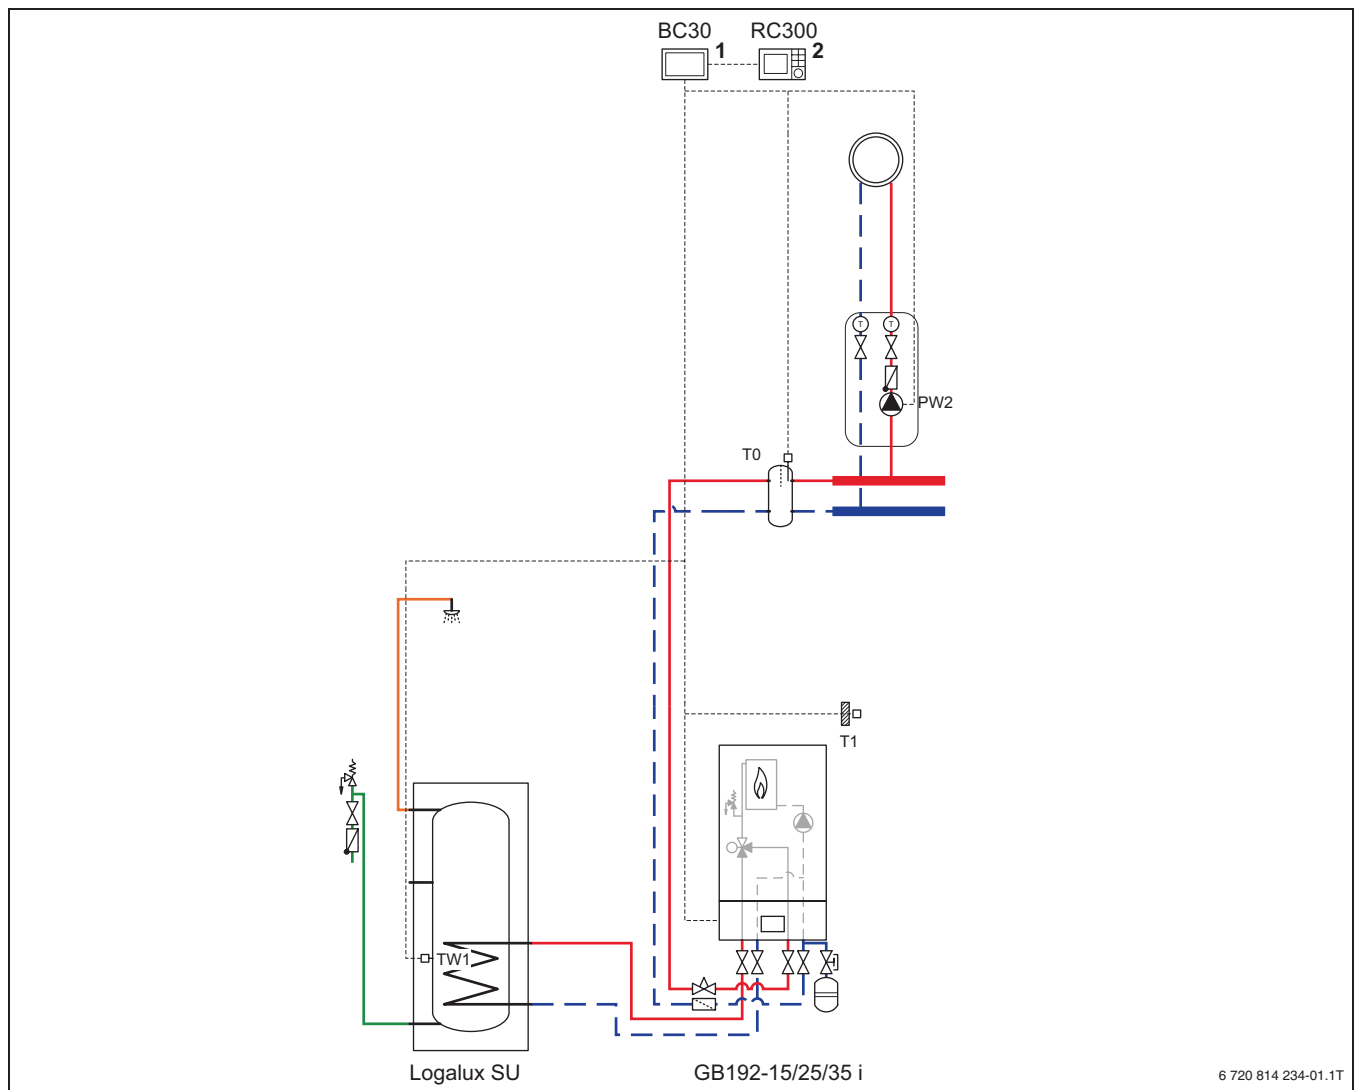 BC30 RC300
1 2
T T
PW2
T0
T1
TW1
Logalux SU GB192-15/25/35 i
6 720 814 234-01.1T